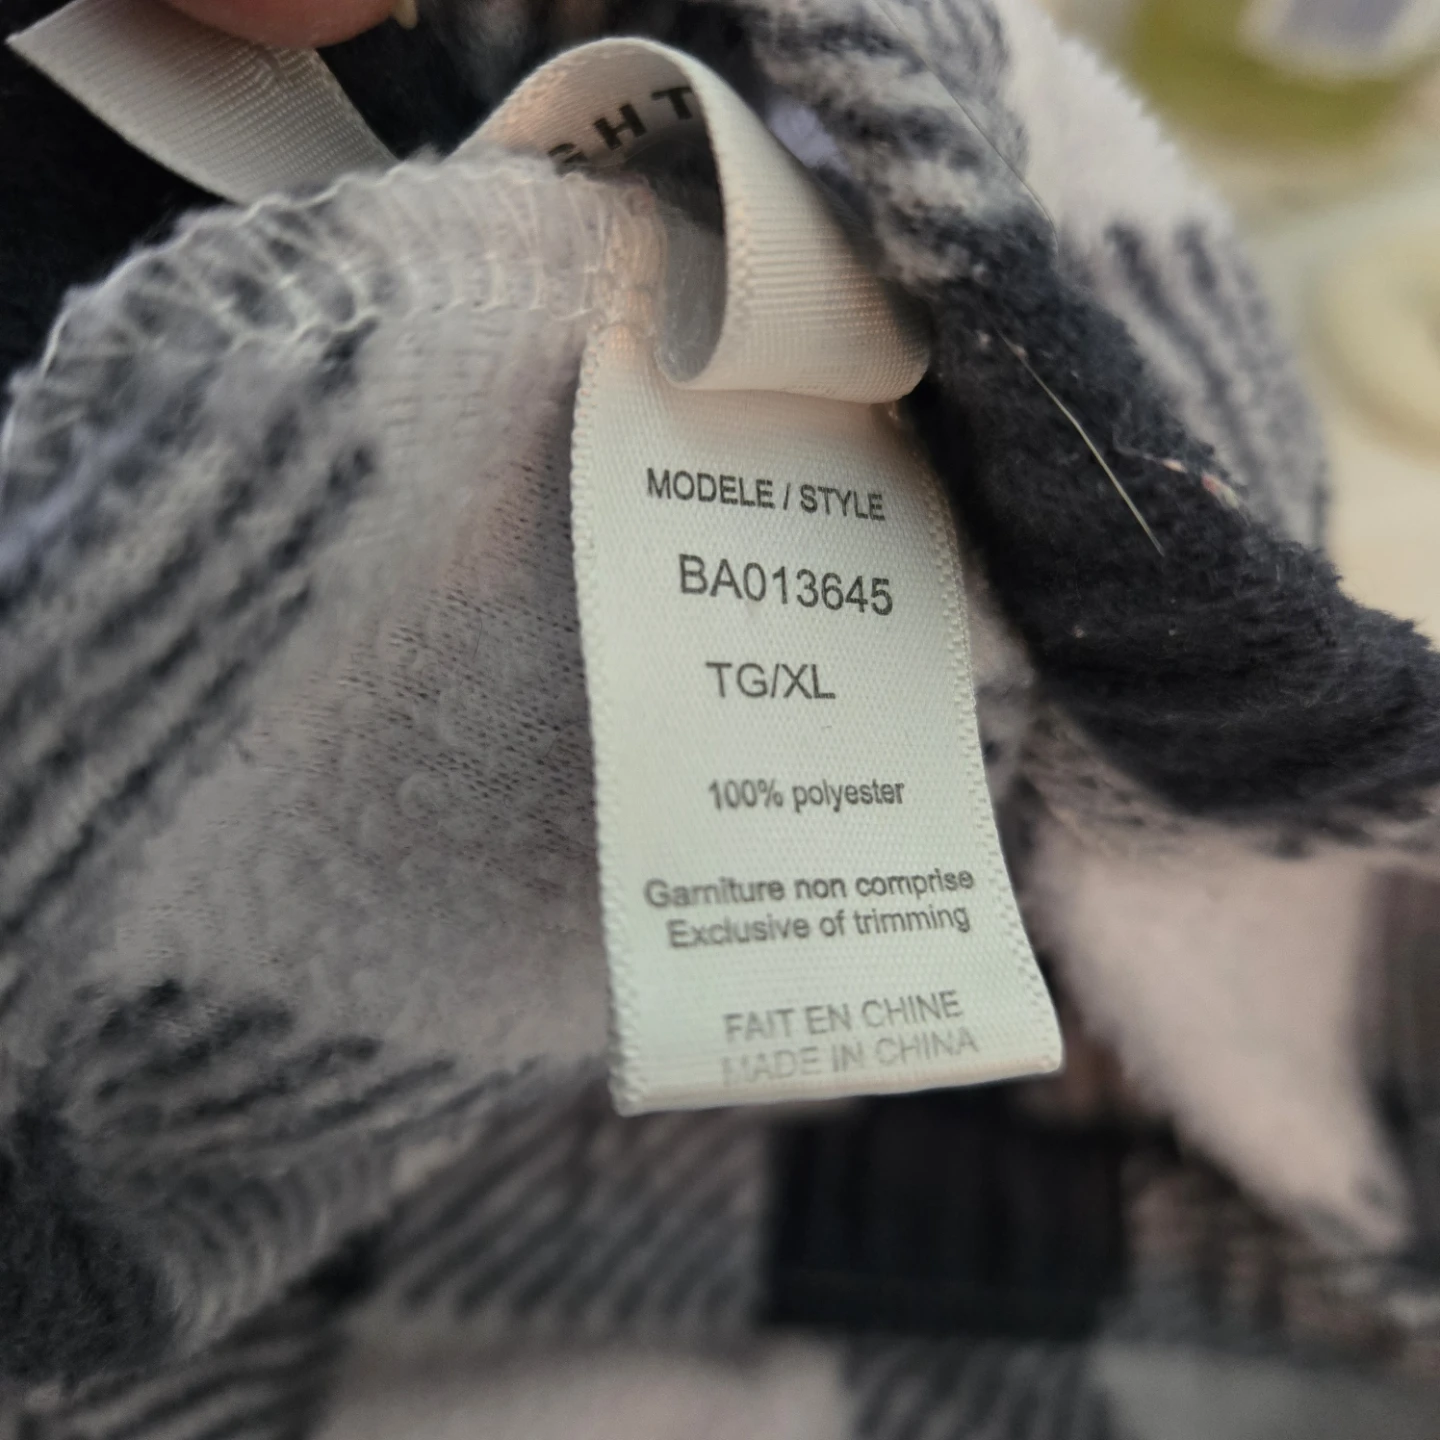 GHT
MODELE / STYLE
BA013645
TG/XL
100% polyester
Garniture non comprise
Exclusive of trimming
FAIT EN CHINE
MADE IN CHINA